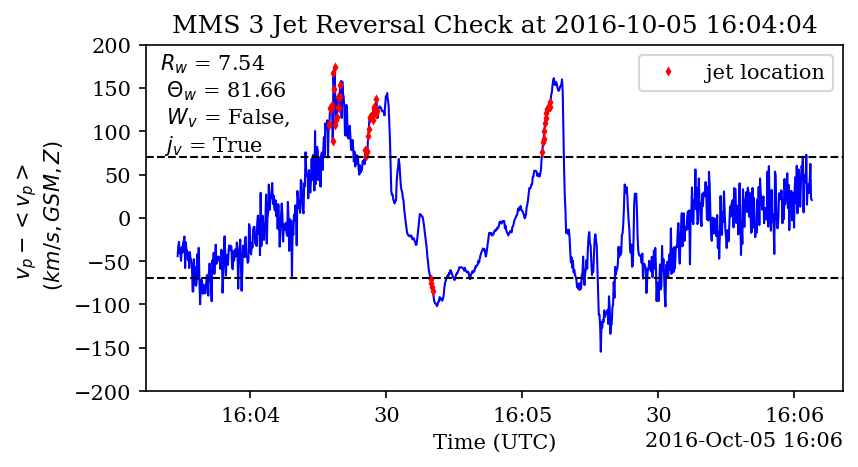 MMS 3 Jet Reversal Check at 2016-10-05 16:04:04
R_w = 7.54
Θ_w = 81.66
W_v = False,
j_v = True
jet location
v_p − < v_p >
(km/s, GSM, Z)
200
150
100
50
0
−50
−100
−150
−200
16:04
30
16:05
30
16:06
Time (UTC)
2016-Oct-05 16:06